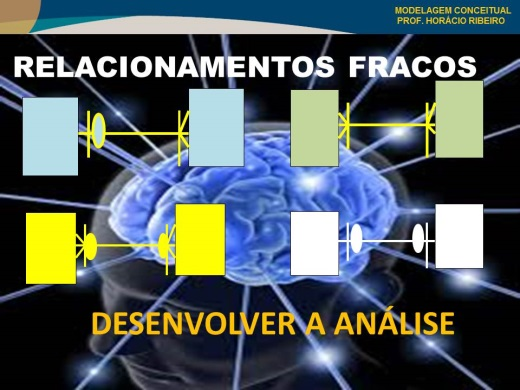 MODELAGEM CONCEITUAL
PROF. HORÁCIO RIBEIRO
RELACIONAMENTOS FRACOS
DESENVOLVER A ANÁLISE